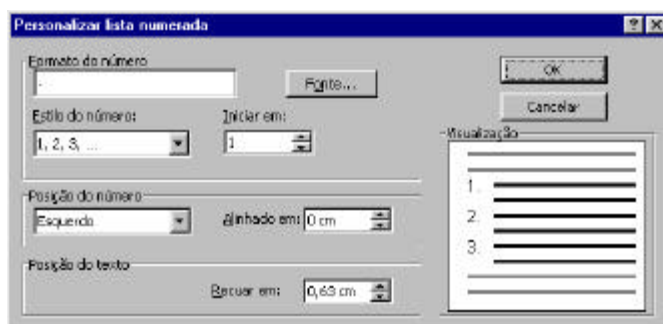 Personalizar lista numerada
Formato do número
.
Fonte...
OK
Cancelar
Estilo do número:
Iniciar em:
1, 2, 3, ...
1
Visualização
1.
2.
3.
Posição do número
Esquerda
Alinhado em: 0 cm
Posição do texto
Recuar em: 0,63 cm